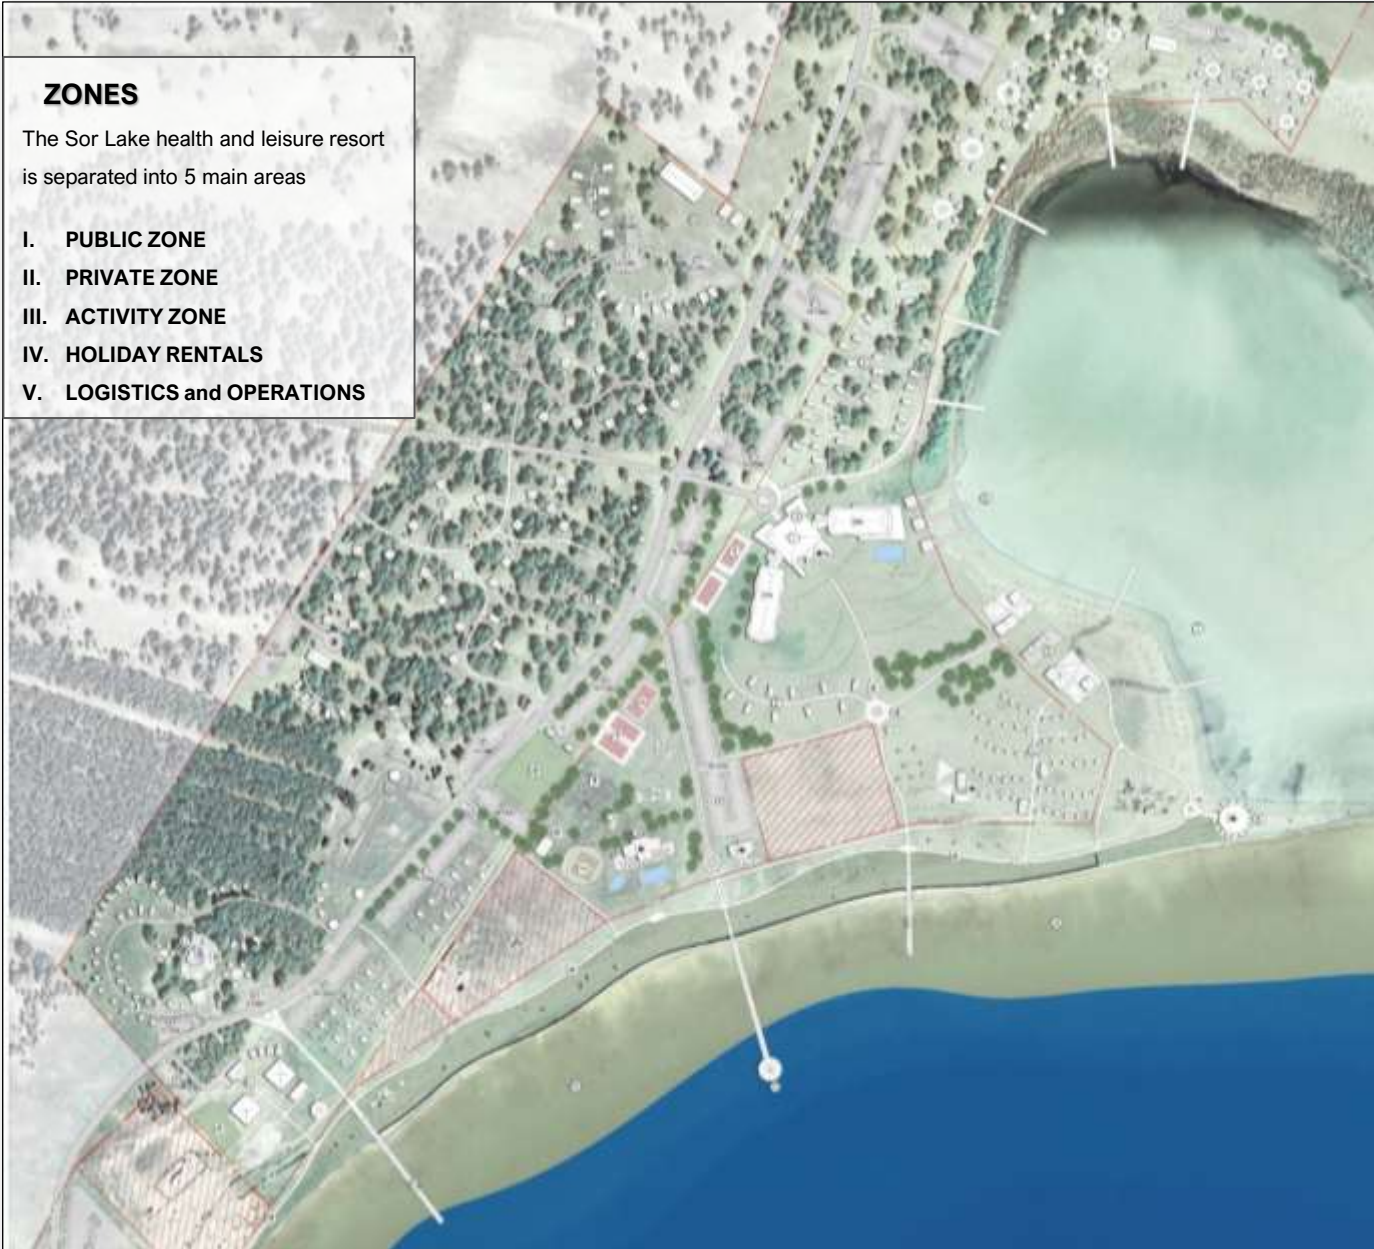 ZONES
The Sor Lake health and leisure resort
is separated into 5 main areas
I. PUBLIC ZONE
II. PRIVATE ZONE
III. ACTIVITY ZONE
IV. HOLIDAY RENTALS
V. LOGISTICS and OPERATIONS